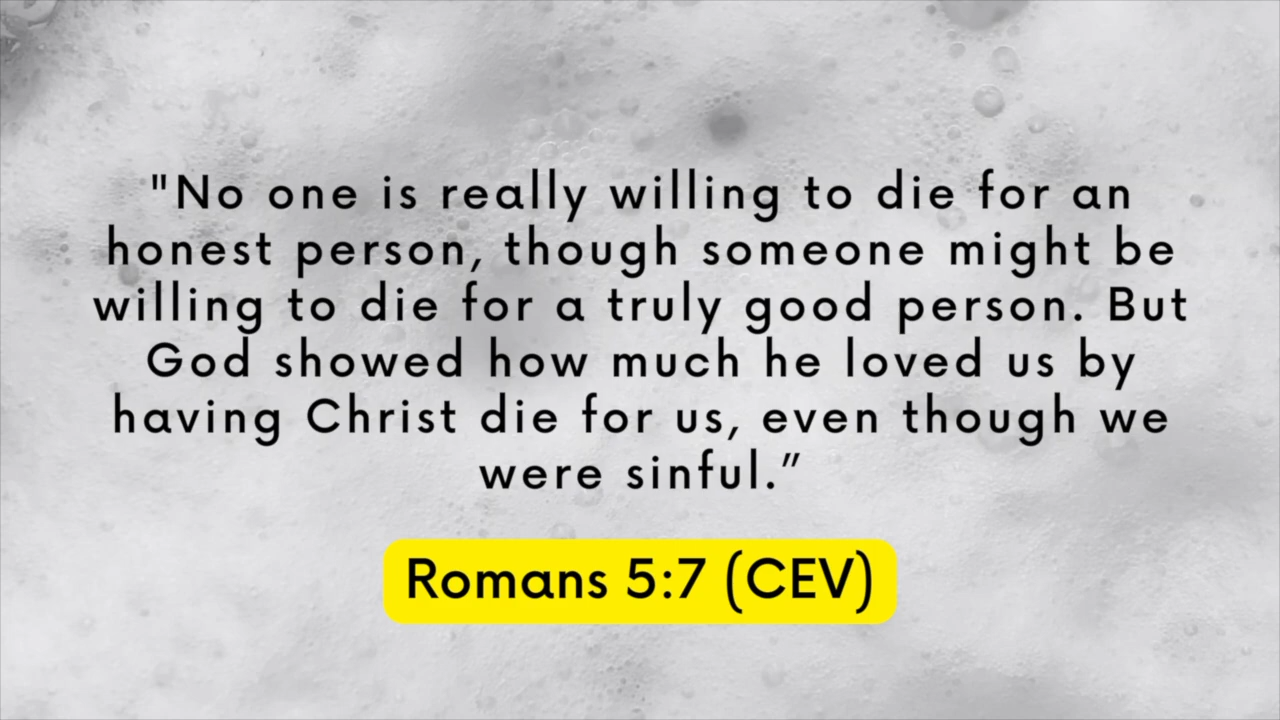 "No one is really willing to die for an
honest person, though someone might be
willing to die for a truly good person. But
God showed how much he loved us by
having Christ die for us, even though we
were sinful.”
Romans 5:7 (CEV)